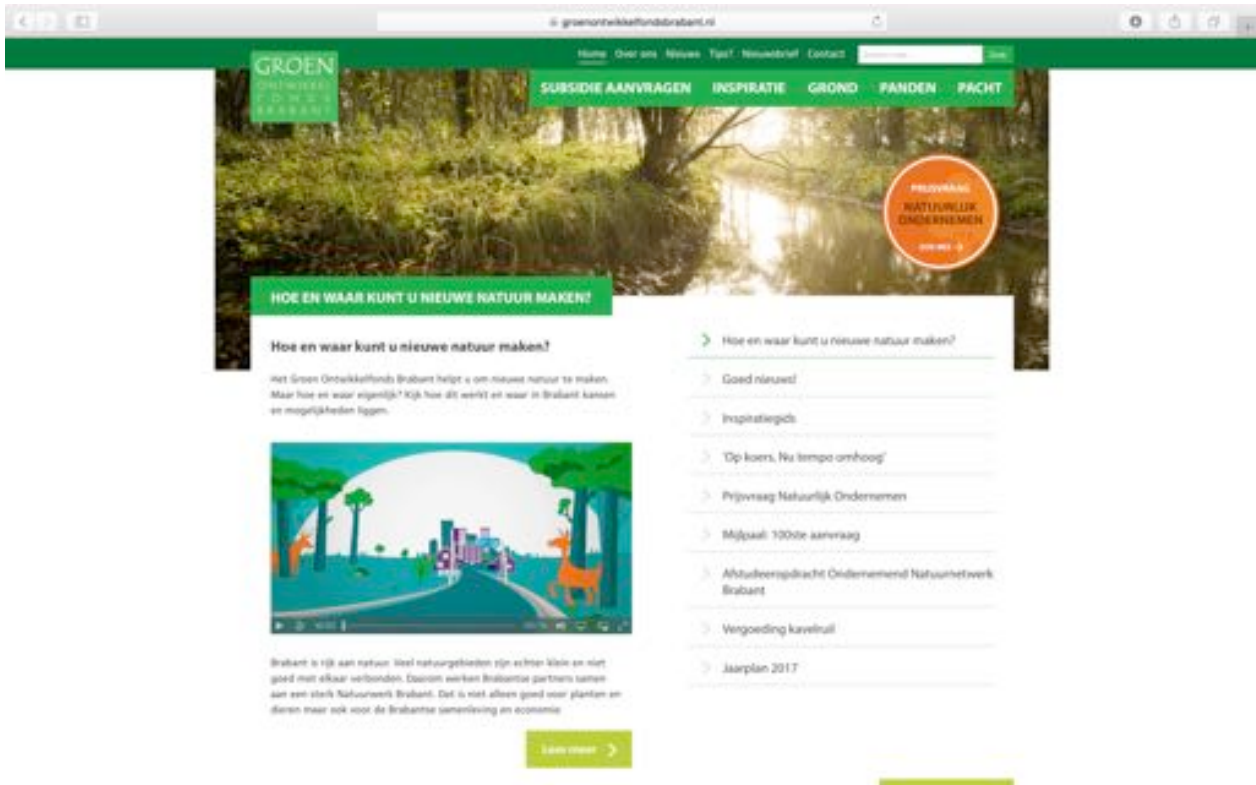 groenontwikkelfondsbrabant.nl
Home Over ons Nieuws Tips? Nieuwsbrief Contact
Zoek
GROEN
ONTWIKKEL
FONDS
BRABANT
SUBSIDIE AANVRAGEN INSPIRATIE GROND PANDEN PACHT
PRIJSVRAAG
NATUURLIJK
ONDERNEMEN
DOE MEE
HOE EN WAAR KUNT U NIEUWE NATUUR MAKEN?
Hoe en waar kunt u nieuwe natuur maken?
Het Groen Ontwikkelfonds Brabant helpt u om nieuwe natuur te maken.
Maar hoe en waar eigenlijk? Kijk hoe dit werkt en waar in Brabant kansen
en mogelijkheden liggen.
Brabant is rijk aan natuur. Veel natuurgebieden zijn echter klein en niet
goed met elkaar verbonden. Daarom werken Brabantse partners samen
aan een sterk Natuurwerk Brabant. Dat is niet alleen goed voor planten en
dieren maar ook voor de Brabantse samenleving en economie
Lees meer
Hoe en waar kunt u nieuwe natuur maken?
Goed nieuws!
Inspiratiegids
'Op koers, Nu tempo omhoog'
Prijsvraag Natuurlijk Ondernemen
Mijlpaal: 100ste aanvraag
Afstudeeropdracht Ondernemend Natuurnetwerk
Brabant
Vergoeding kavelruil
Jaarplan 2017